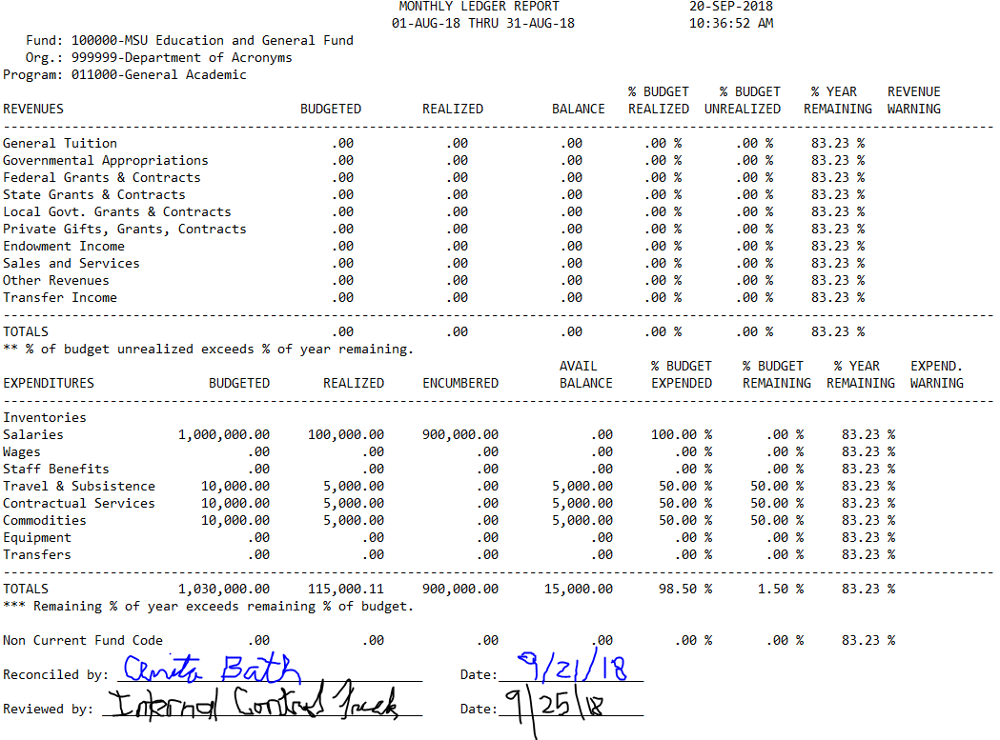 MONTHLY LEDGER REPORT 20-SEP-2018
01-AUG-18 THRU 31-AUG-18 10:36:52 AM
Fund: 100000-MSU Education and General Fund
Org.: 999999-Department of Acronyms
Program: 011000-General Academic
% BUDGET % BUDGET % YEAR REVENUE
REVENUES BUDGETED REALIZED BALANCE REALIZED UNREALIZED REMAINING WARNING
General Tuition .00 .00 .00 .00 % .00 % 83.23 %
Governmental Appropriations .00 .00 .00 .00 % .00 % 83.23 %
Federal Grants & Contracts .00 .00 .00 .00 % .00 % 83.23 %
State Grants & Contracts .00 .00 .00 .00 % .00 % 83.23 %
Local Govt. Grants & Contracts .00 .00 .00 .00 % .00 % 83.23 %
Private Gifts, Grants, Contracts .00 .00 .00 .00 % .00 % 83.23 %
Endowment Income .00 .00 .00 .00 % .00 % 83.23 %
Sales and Services .00 .00 .00 .00 % .00 % 83.23 %
Other Revenues .00 .00 .00 .00 % .00 % 83.23 %
Transfer Income .00 .00 .00 .00 % .00 % 83.23 %
TOTALS .00 .00 .00 .00 % .00 % 83.23 %
** % of budget unrealized exceeds % of year remaining.
AVAIL % BUDGET % BUDGET % YEAR EXPEND.
EXPENDITURES BUDGETED REALIZED ENCUMBERED BALANCE EXPENDED REMAINING REMAINING WARNING
Inventories
Salaries 1,000,000.00 100,000.00 900,000.00 .00 100.00 % .00 % 83.23 %
Wages .00 .00 .00 .00 .00 % .00 % 83.23 %
Staff Benefits .00 .00 .00 .00 .00 % .00 % 83.23 %
Travel & Subsistence 10,000.00 5,000.00 .00 5,000.00 50.00 % 50.00 % 83.23 %
Contractual Services 10,000.00 5,000.00 .00 5,000.00 50.00 % 50.00 % 83.23 %
Commodities 10,000.00 5,000.00 .00 5,000.00 50.00 % 50.00 % 83.23 %
Equipment .00 .00 .00 .00 .00 % .00 % 83.23 %
Transfers .00 .00 .00 .00 .00 % .00 % 83.23 %
TOTALS 1,030,000.00 115,000.11 900,000.00 15,000.00 98.50 % 1.50 % 83.23 %
*** Remaining % of year exceeds remaining % of budget.
Non Current Fund Code .00 .00 .00 .00 .00 % .00 % 83.23 %
Reconciled by: Anita Bath Date: 9/21/18
Reviewed by: Internal Control Freak Date: 9/25/18